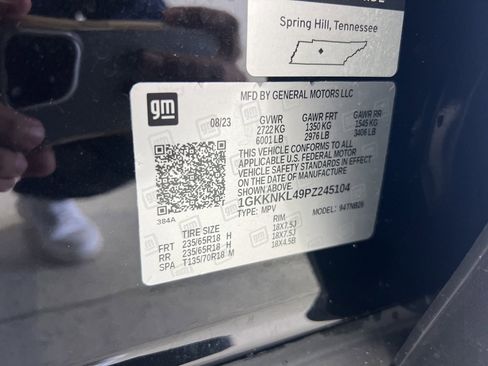 Spring Hill, Tennessee
gm
MFD BY GENERAL MOTORS LLC
08/23 GVWR GAWR FRT GAWR RR
2722 KG 1350 KG 1545 KG
6001 LB 2976 LB 3406 LB
THIS VEHICLE CONFORMS TO ALL
APPLICABLE U.S. FEDERAL MOTOR
VEHICLE SAFETY STANDARDS IN EFFECT
ON THE DATE OF MANUFACTURE
SHOWN ABOVE.
1GKKNKL49PZ245104
TYPE: MPV MODEL:
384A
TIRE SIZE RIM
FRT 235/65R18 H 18X7.5J
RR 235/65R18 H 18X7.5J
SPA T135/70R18 M 18X4.5B